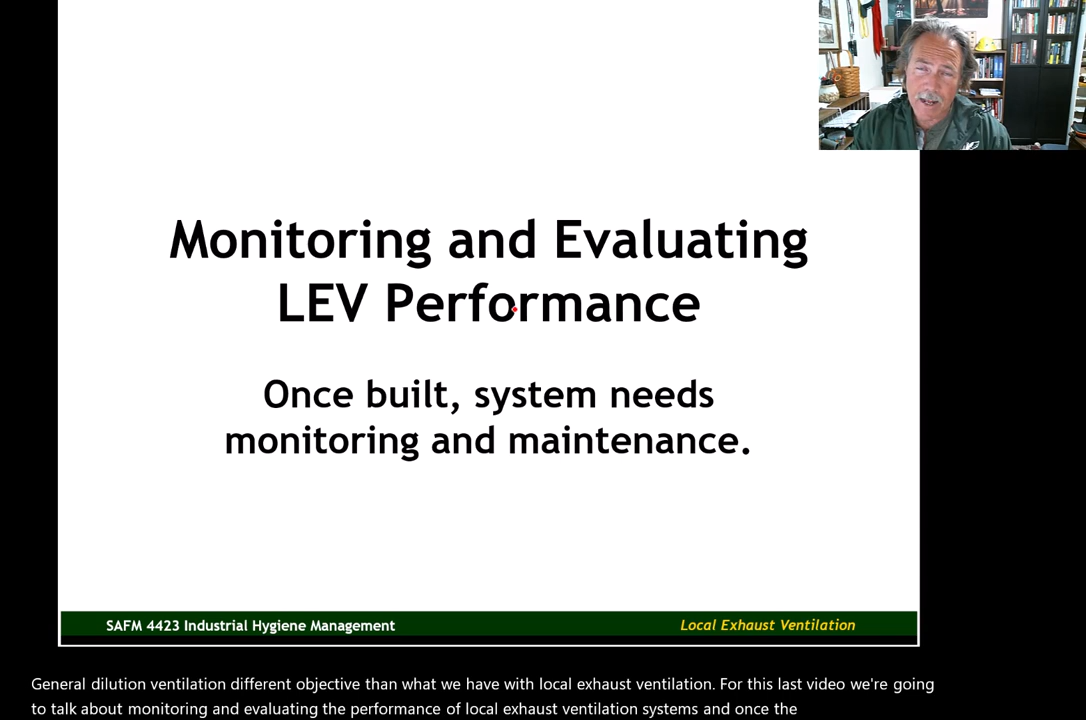 Monitoring and Evaluating
LEV Performance
Once built, system needs
monitoring and maintenance.
SAFM 4423 Industrial Hygiene Management
Local Exhaust Ventilation
General dilution ventilation different objective than what we have with local exhaust ventilation. For this last video we're going
to talk about monitoring and evaluating the performance of local exhaust ventilation systems and once the